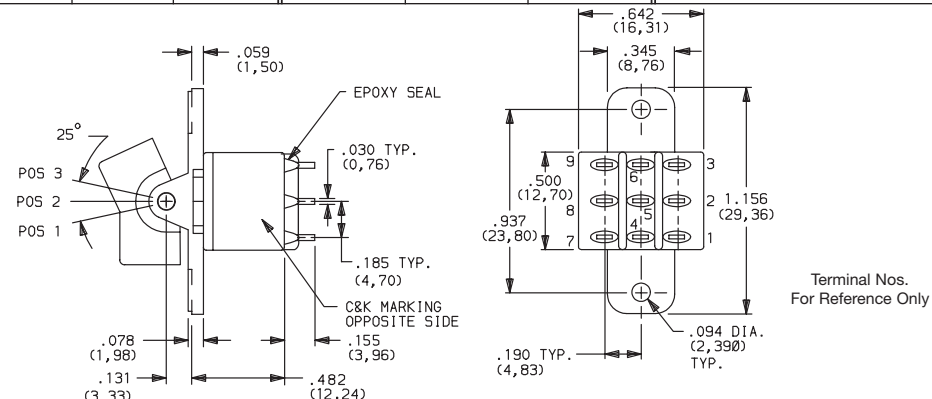 .059
(1,50)
EPOXY SEAL
.030 TYP.
(0,76)
25°
POS 3
POS 2
POS 1
.185 TYP.
(4,70)
C&K MARKING
OPPOSITE SIDE
.078
(1,98)
.155
(3,96)
.131
(3,33)
.482
(12,24)
.642
(16,31)
.345
(8,76)
9
3
6
.500
(12,70)
8
2
5
1.156
(29,36)
.937
(23,80)
4
7
1
.094 DIA.
(2,390)
TYP.
.190 TYP.
(4,83)
Terminal Nos.
For Reference Only